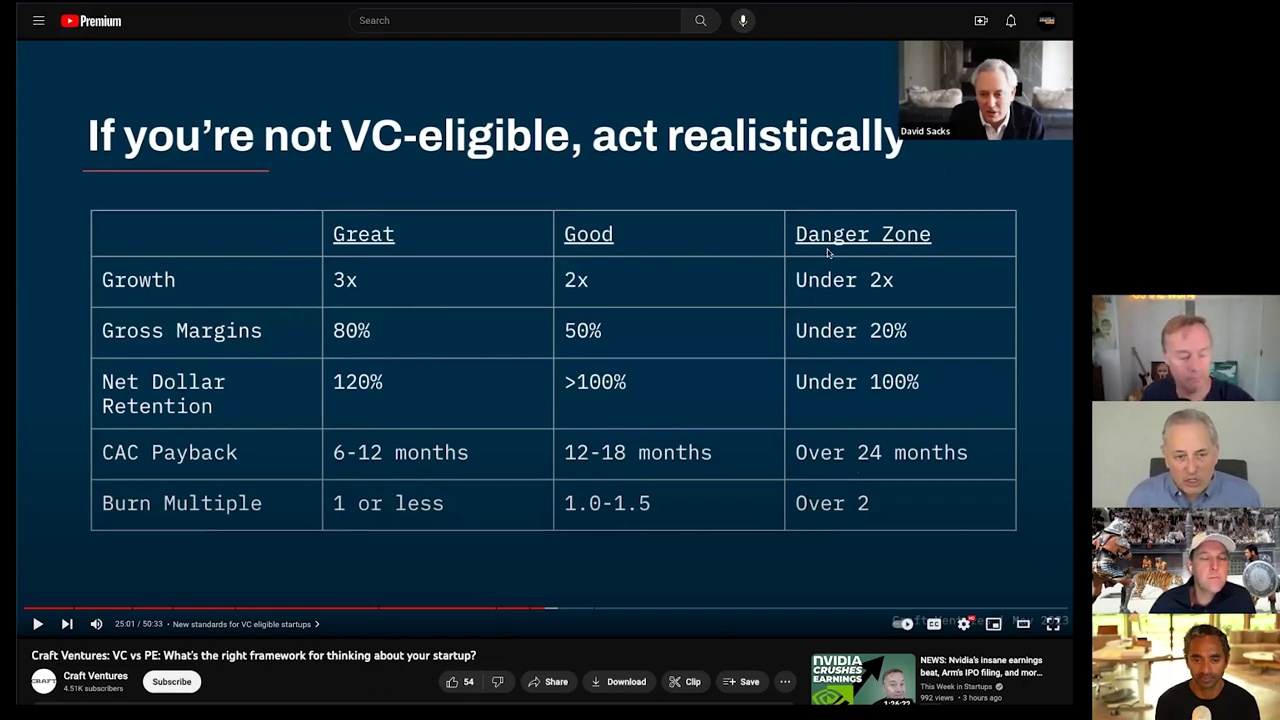 Premium
Search
David Sacks
If you're not VC-eligible, act realistically
Great
Good
Danger Zone
Growth
3x
2x
Under 2x
Gross Margins
80%
50%
Under 20%
Net Dollar
Retention
120%
>100%
Under 100%
CAC Payback
6-12 months
12-18 months
Over 24 months
Burn Multiple
1 or less
1.0-1.5
Over 2
25:01 / 50:33 • New standards for VC eligible startups
Craft Ventures: VC vs PE: What's the right framework for thinking about your startup?
CRAFT
Craft Ventures
4.51K subscribers
Subscribe
54
Share
Download
Clip
Save
NVIDIA
CRUSHES
EARNINGS
1:26:22
NEWS: Nvidia's insane earnings
beat, Arm's IPO filing, and mor...
This Week in Startups
992 views • 3 hours ago